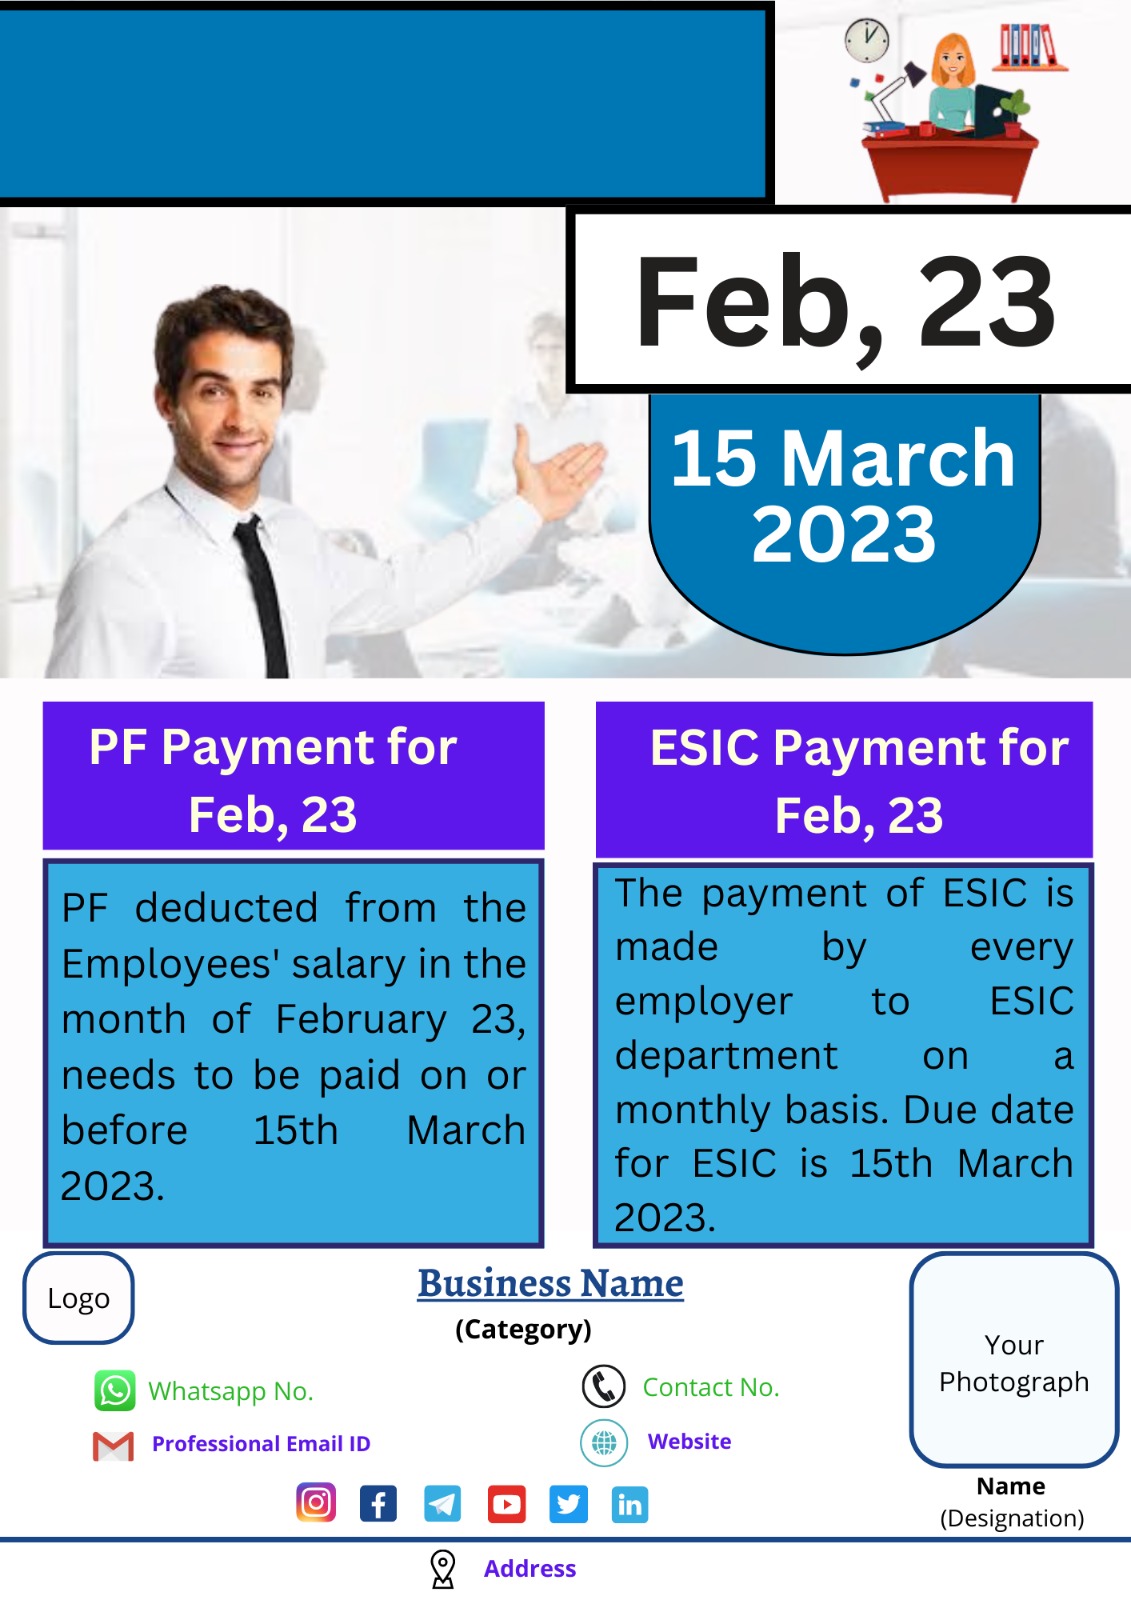 Feb, 23
15 March
2023
PF Payment for
Feb, 23
PF deducted from the
Employees' salary in the
month of February 23,
needs to be paid on or
before 15th March
2023.
ESIC Payment for
Feb, 23
The payment of ESIC is
made by every
employer to ESIC
department on a
monthly basis. Due date
for ESIC is 15th March
2023.
Logo
Business Name
(Category)
Whatsapp No.
Contact No.
Professional Email ID
Website
Your
Photograph
Name
(Designation)
Address